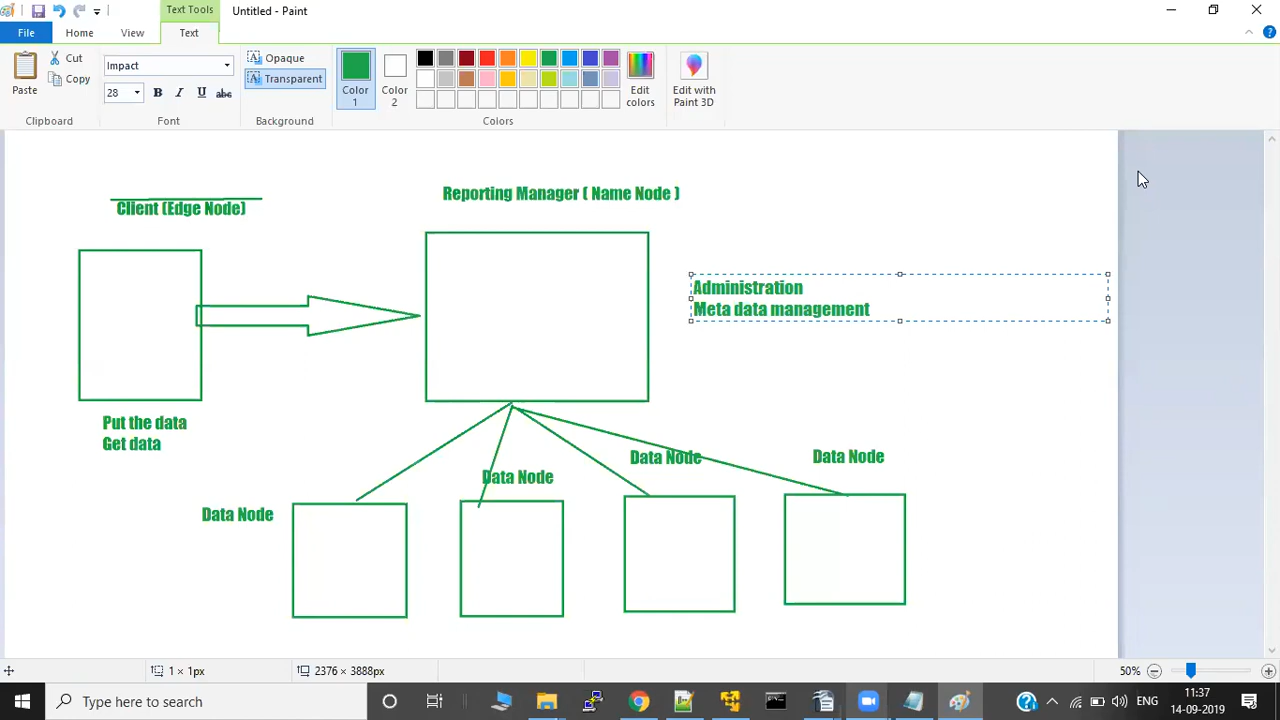 Text Tools
Untitled - Paint
File
Home
View
Text
Paste
Cut
Copy
Clipboard
Impact
28
B I U abc
Font
Opaque
Transparent
Background
Color 1
Color 2
Edit colors
Colors
Edit with Paint 3D
Client (Edge Node)
Reporting Manager ( Name Node )
Administration
Meta data management
Put the data
Get data
Data Node
Data Node
Data Node
Data Node
1 × 1px
2376 × 3888px
50%
Type here to search
ENG
11:37
14-09-2019